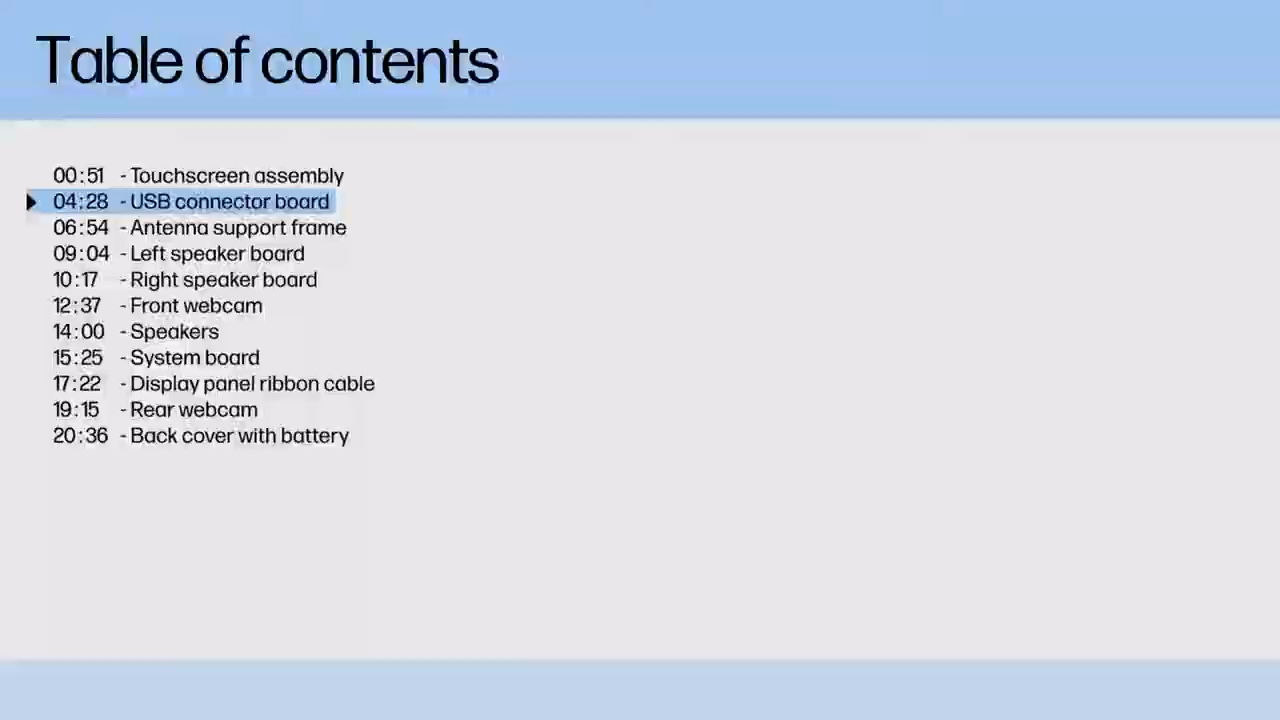 Table of contents
00:51 - Touchscreen assembly
04:28 - USB connector board
06:54 - Antenna support frame
09:04 - Left speaker board
10:17 - Right speaker board
12:37 - Front webcam
14:00 - Speakers
15:25 - System board
17:22 - Display panel ribbon cable
19:15 - Rear webcam
20:36 - Back cover with battery